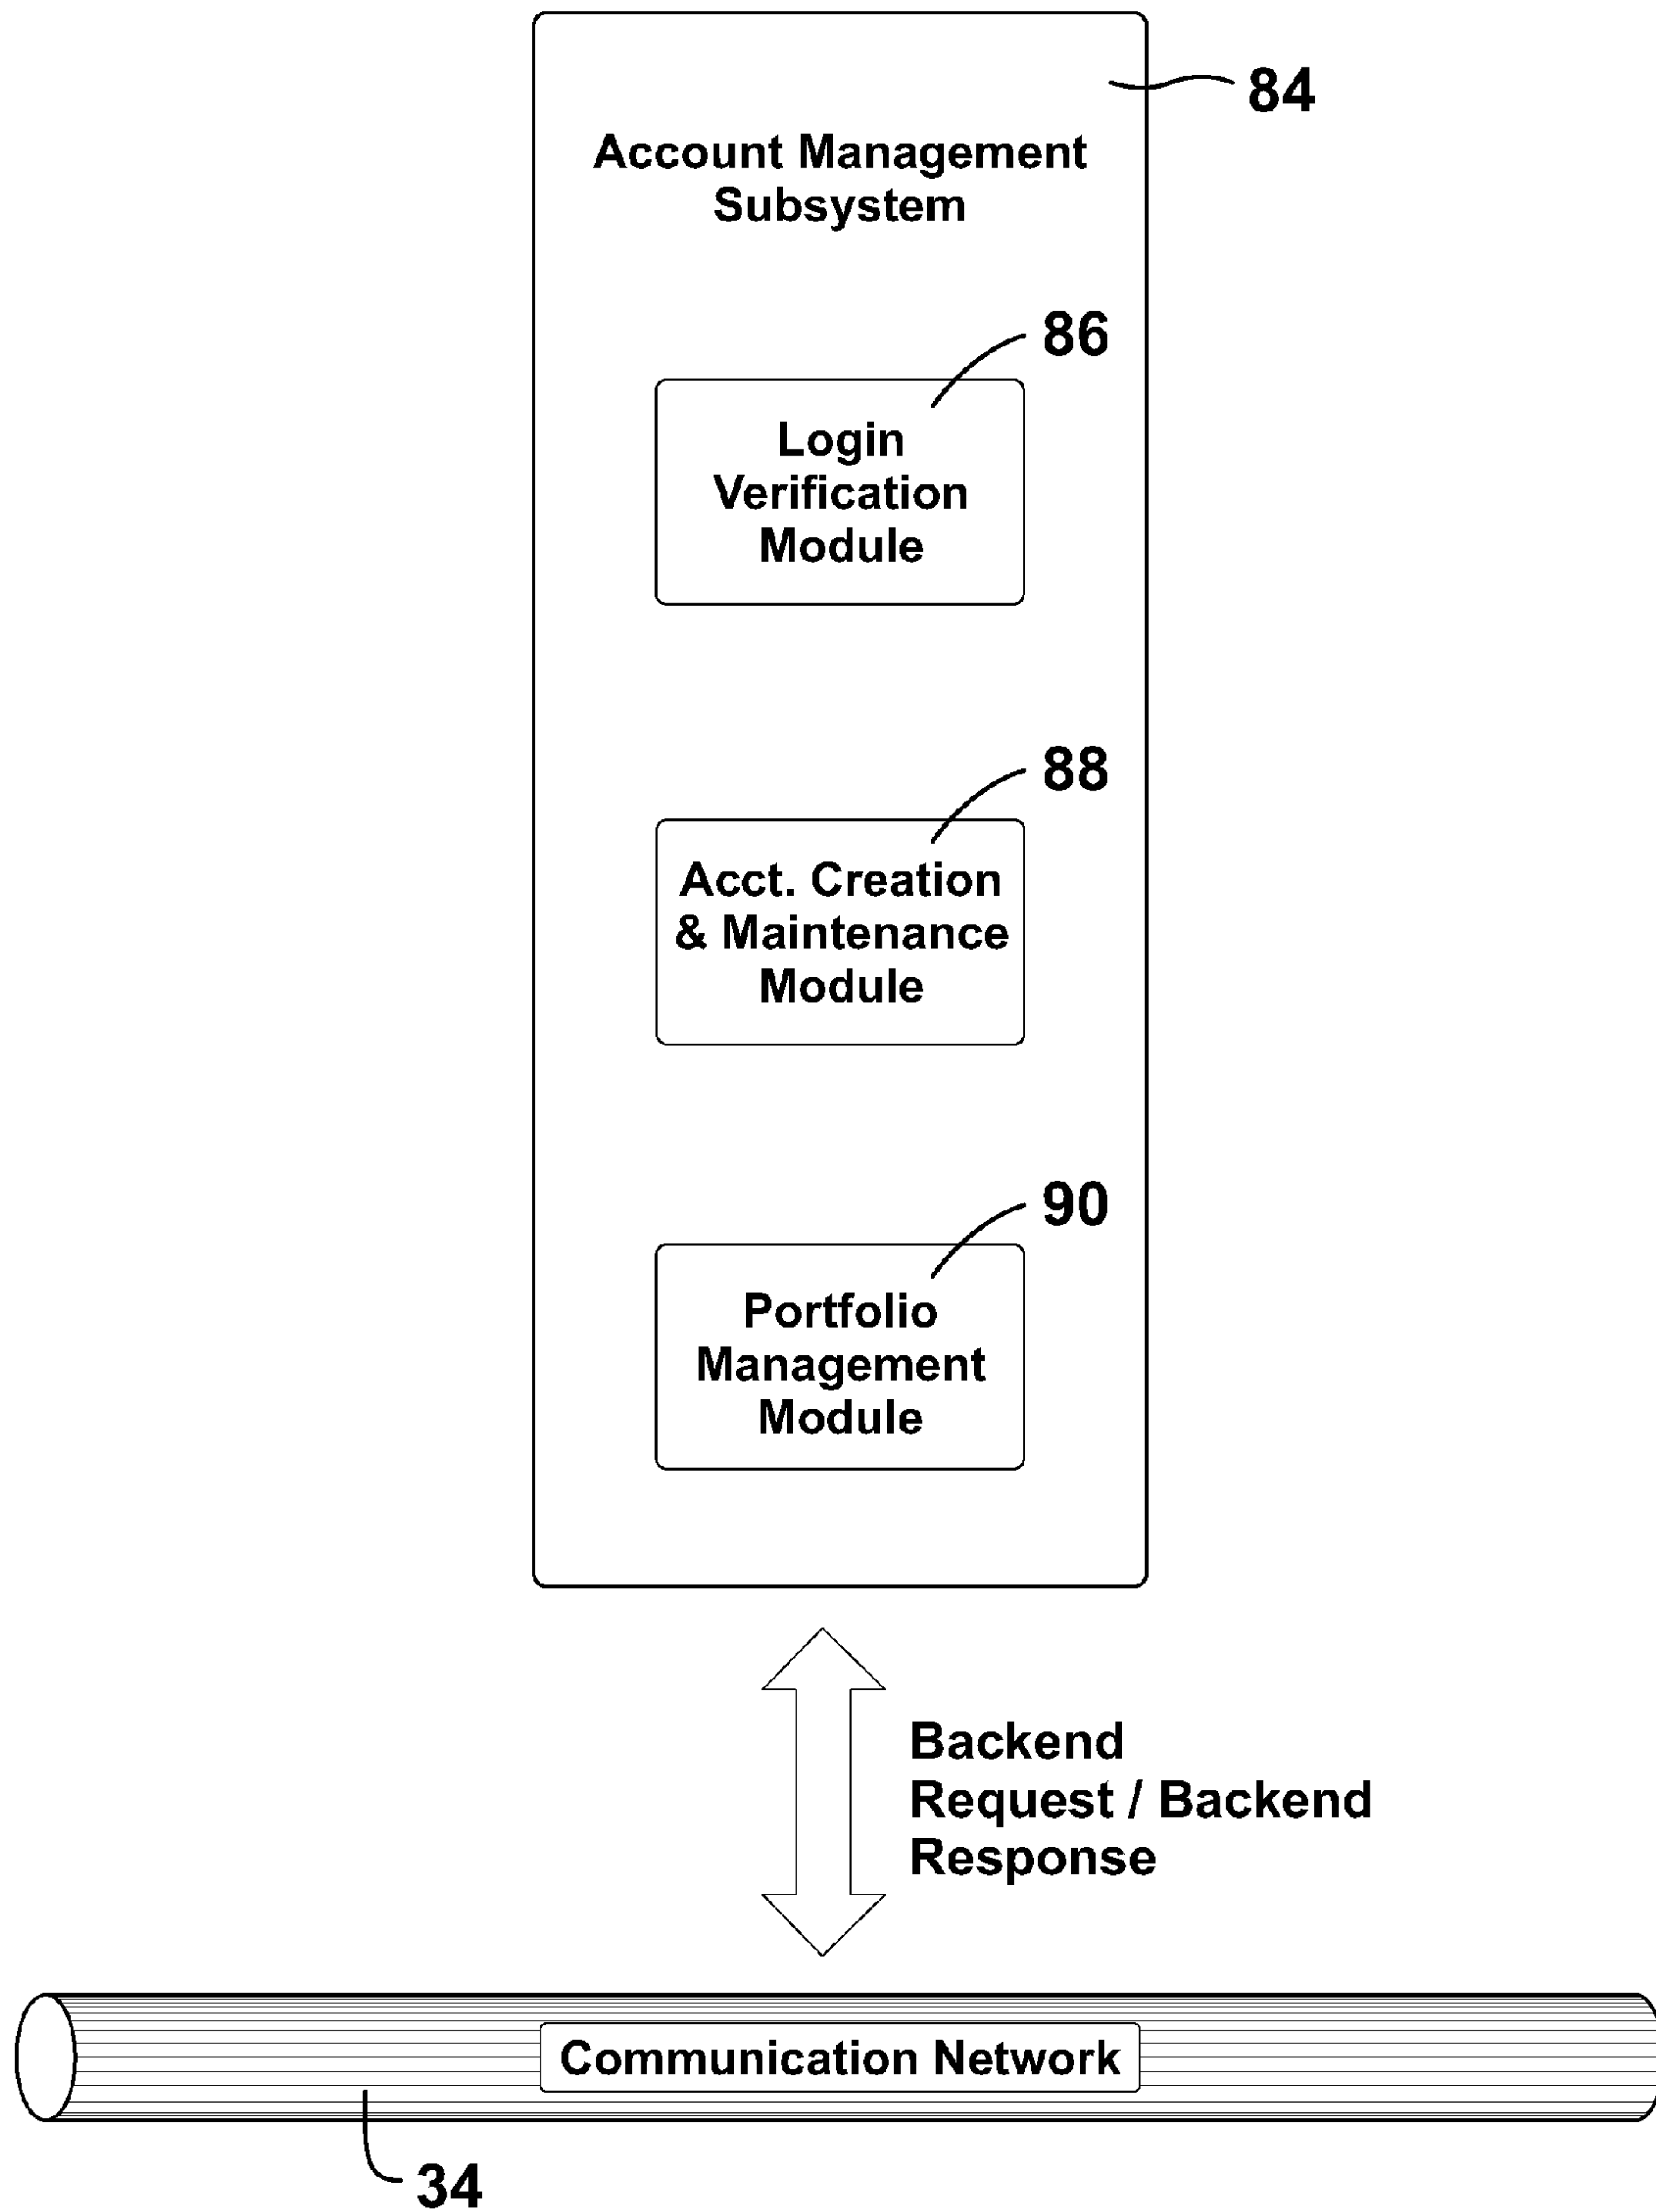 84
Account Management
Subsystem
86
Login
Verification
Module
88
Acct. Creation
& Maintenance
Module
90
Portfolio
Management
Module
Backend
Request / Backend
Response
Communication Network
34